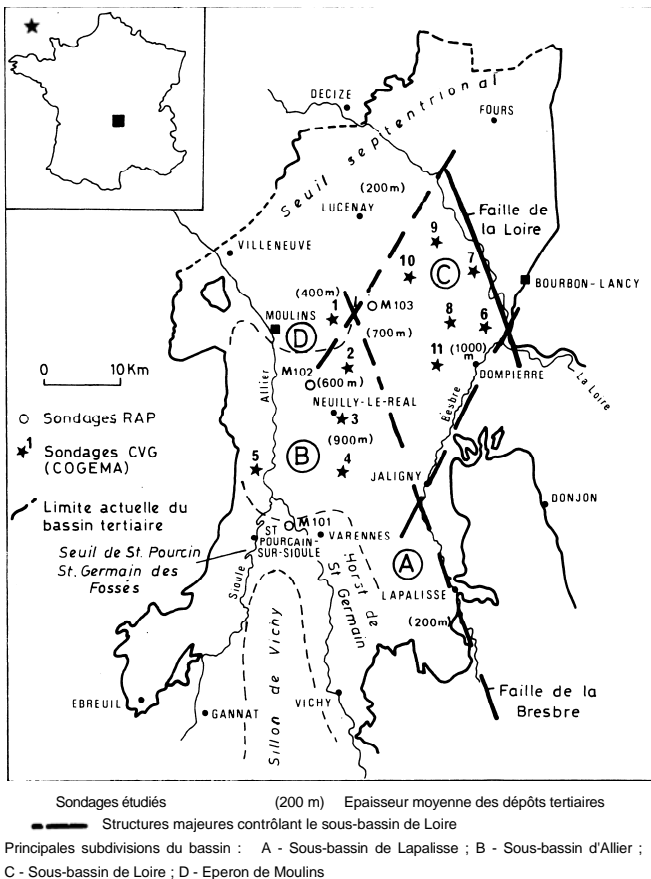 DECIZE
FOURS
Seuil septentrional
(200m)
LUCENAY
Faille de
la Loire
VILLENEUVE
9
10
C
7
BOURBON-LANCY
(400m)
1
M103
MOULINS
D
8
6
(700m)
0 10 Km
2
11
(1000
m)
M102
(600m)
DOMPIERRE
La Loire
Allier
Besbre
Sondages RAP
NEUILLY-LE-REAL
3
1
Sondages CVG
(COGEMA)
(900m)
5
B
4
JALIGNY
Limite actuelle du
bassin tertiaire
DONJON
M101
ST
POURCAIN-
SUR-SIOULE
VARENNES
Seuil de St. Pourcin
St. Germain des
Fossés
A
Horst de
St Germain
LAPALISSE
Sioule
(200m)
Sillon de Vichy
Faille de la
Bresbre
EBREUIL
GANNAT
VICHY
Sondages étudiés (200 m) Epaisseur moyenne des dépôts tertiaires
Structures majeures contrôlant le sous-bassin de Loire
Principales subdivisions du bassin : A - Sous-bassin de Lapalisse ; B - Sous-bassin d'Allier ;
C - Sous-bassin de Loire ; D - Eperon de Moulins